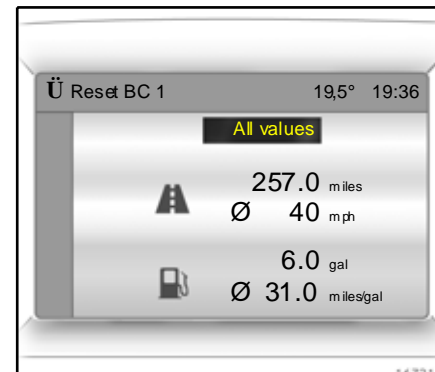 Ü Reset BC 1 19,5° 19:36
All values
257.0 miles
Ø 40 mph
6.0 gal
Ø 31.0 miles/gal